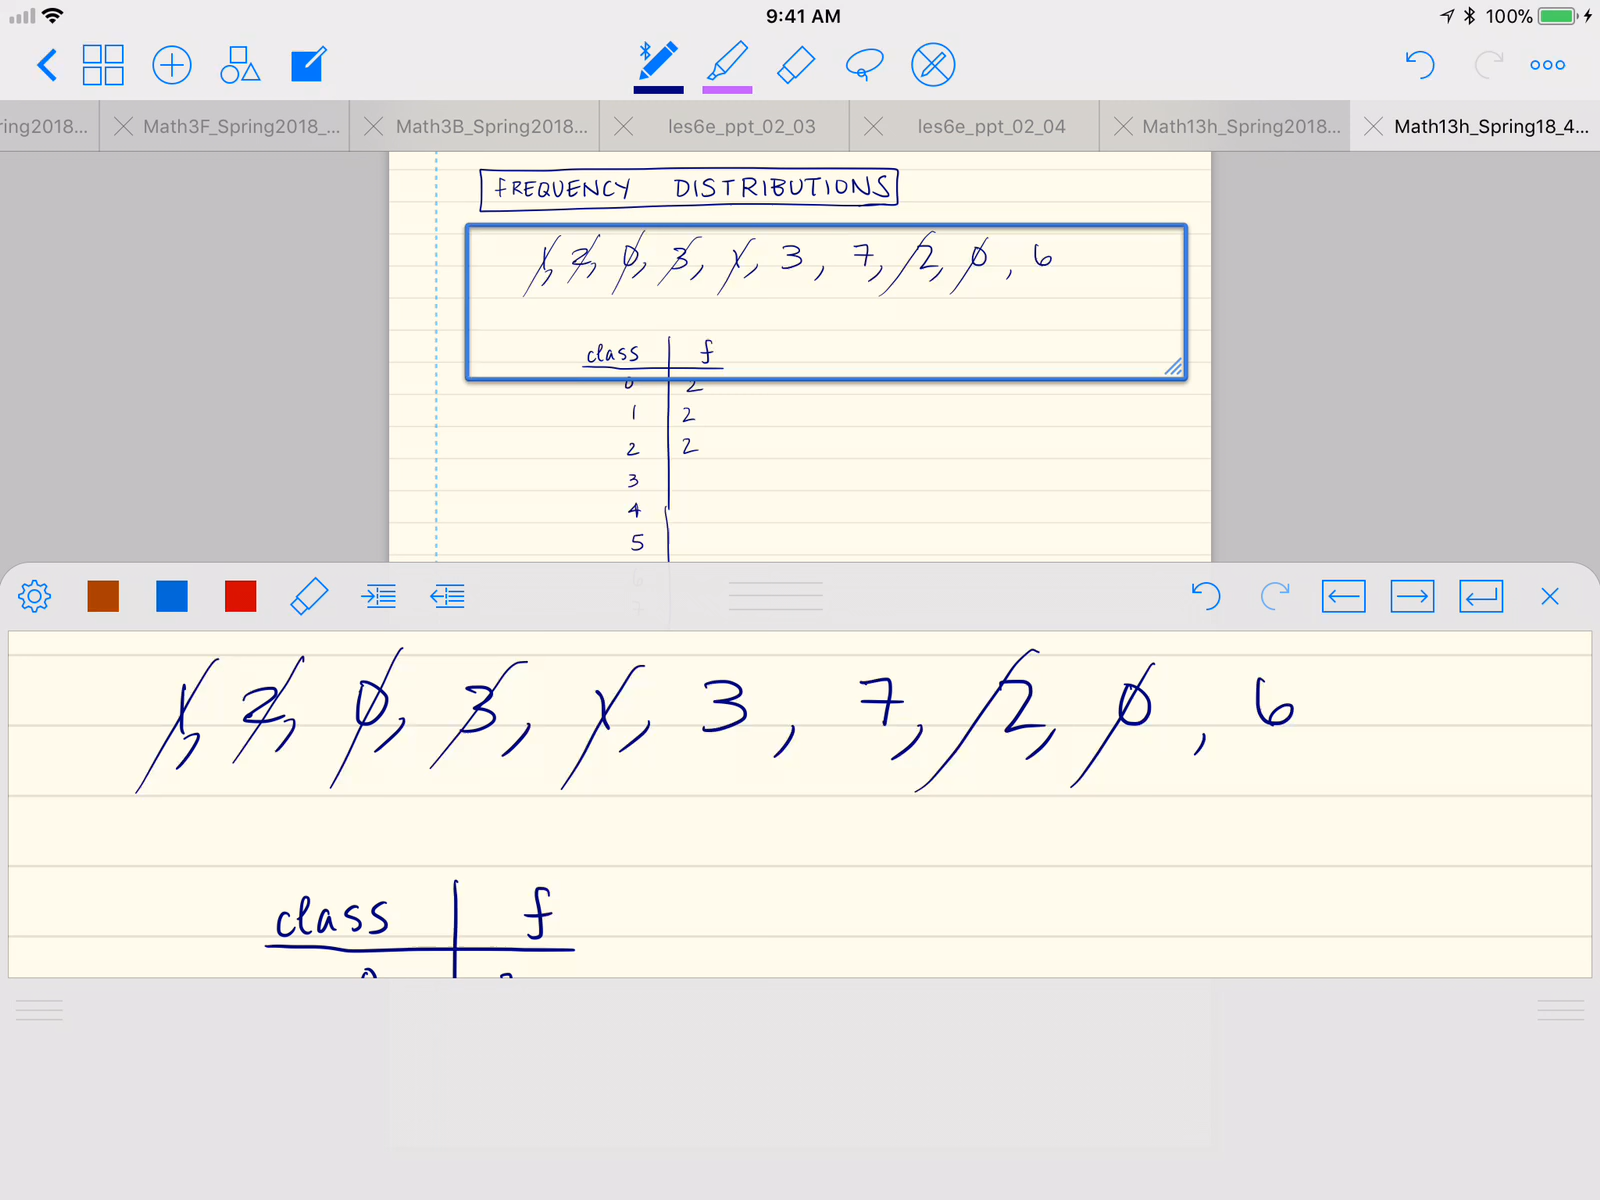 9:41 AM
100%
ring2018...
Math3F_Spring2018_...
Math3B_Spring2018...
les6e_ppt_02_03
les6e_ppt_02_04
Math13h_Spring2018...
Math13h_Spring18_4...
FREQUENCY DISTRIBUTIONS
1, 2, 0, 3, 1, 3, 7, 2, 0, 6
class f
0 2
1 2
2 2
3
4
5
6
7
1, 2, 0, 3, 1, 3, 7, 2, 0, 6
class f